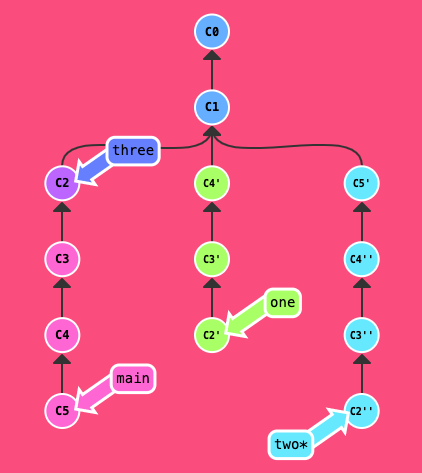 C0
C1
three
C2
C4'
C5'
C3
C3'
C4''
one
C4
C2'
C3''
main
C5
C2''
two*